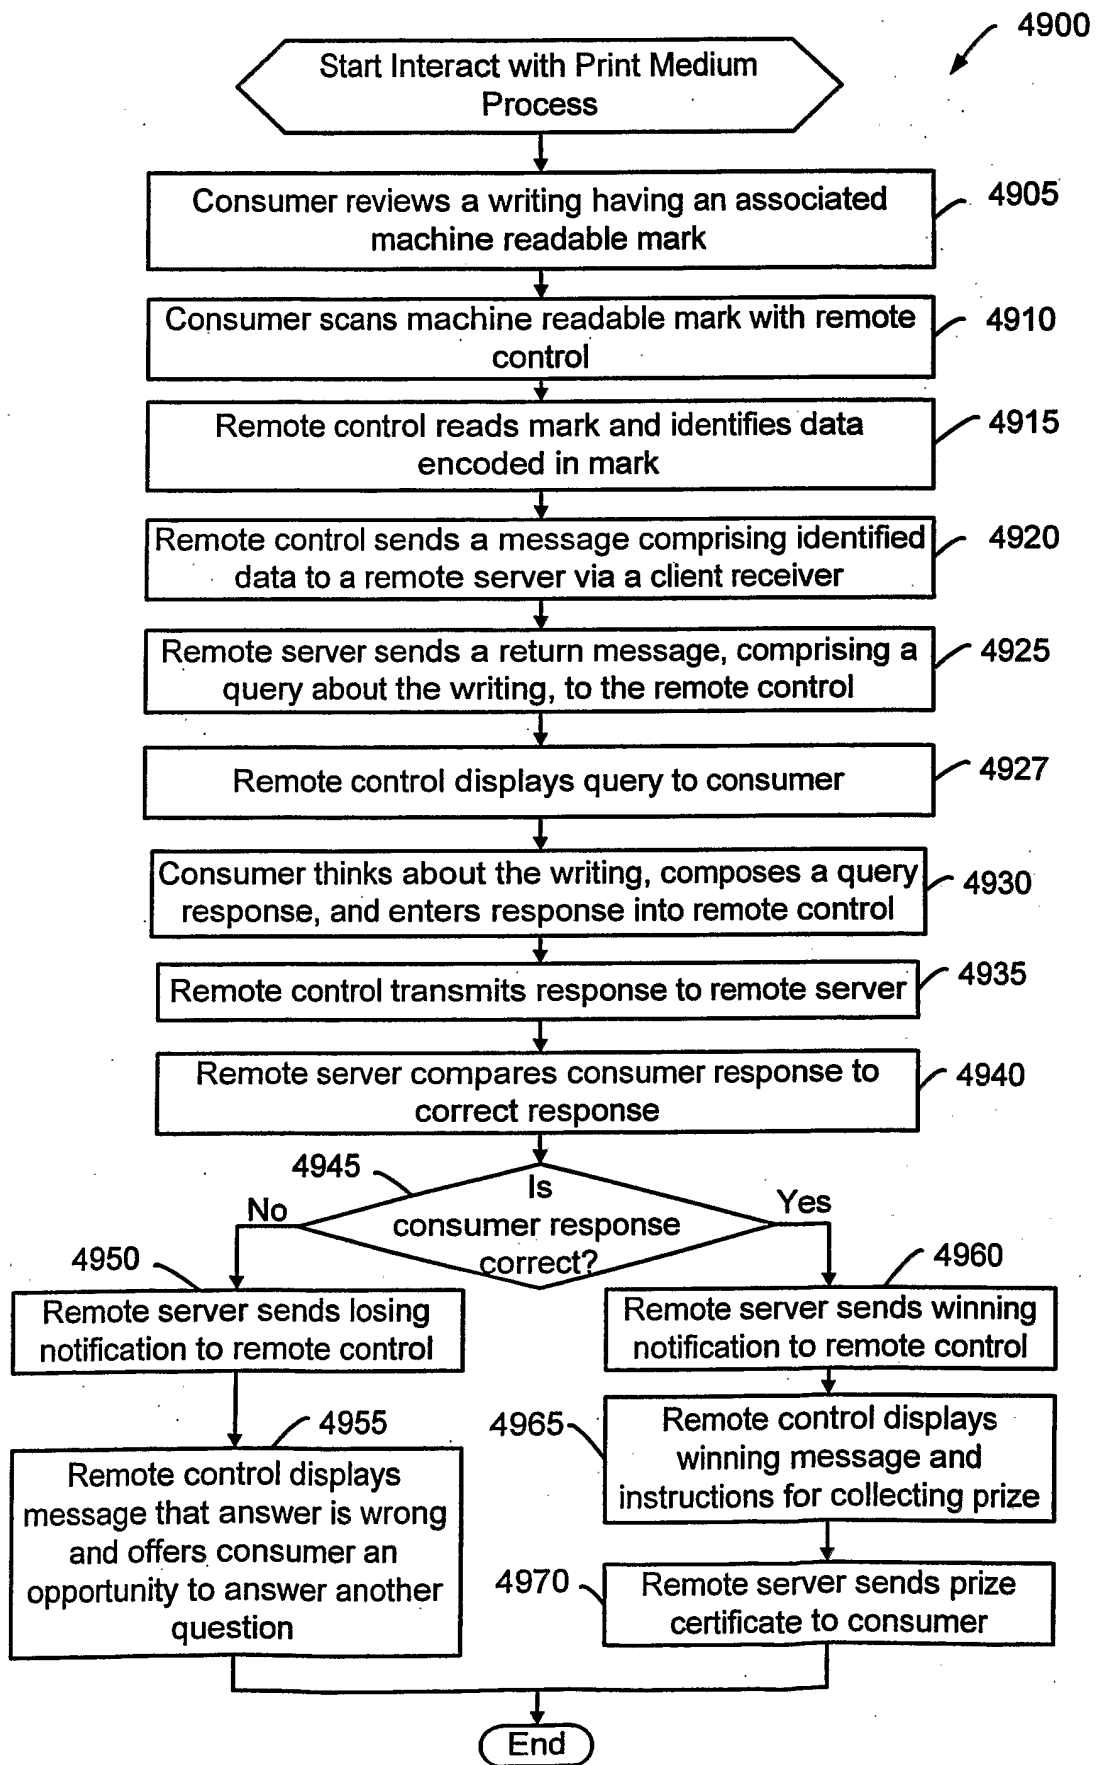 4900
Start Interact with Print Medium
Process
Consumer reviews a writing having an associated
machine readable mark
4905
Consumer scans machine readable mark with remote
control
4910
Remote control reads mark and identifies data
encoded in mark
4915
Remote control sends a message comprising identified
data to a remote server via a client receiver
4920
Remote server sends a return message, comprising a
query about the writing, to the remote control
4925
Remote control displays query to consumer
4927
Consumer thinks about the writing, composes a query
response, and enters response into remote control
4930
Remote control transmits response to remote server
4935
Remote server compares consumer response to
correct response
4940
4945
Is
consumer response
correct?
No
Yes
4950
Remote server sends losing
notification to remote control
4955
Remote control displays
message that answer is wrong
and offers consumer an
opportunity to answer another
question
4960
Remote server sends winning
notification to remote control
4965
Remote control displays
winning message and
instructions for collecting prize
4970
Remote server sends prize
certificate to consumer
End